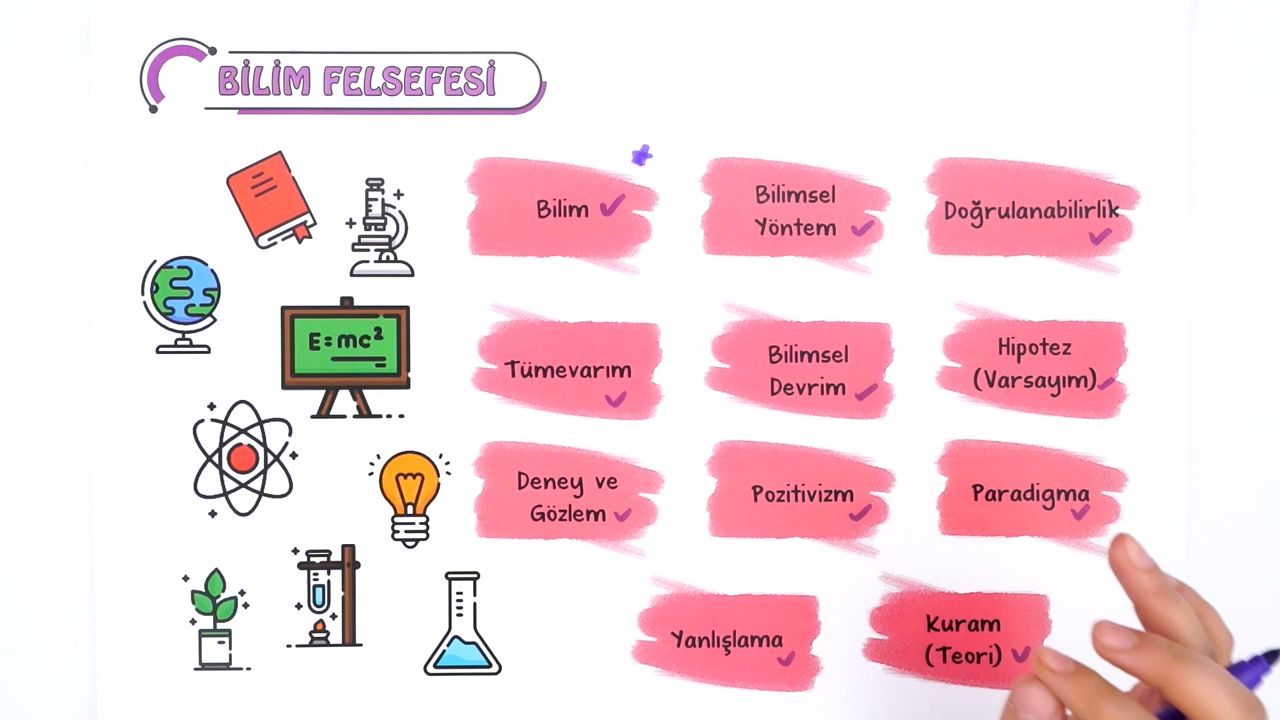 BİLİM FELSEFESİ
E=mc²
Bilim
Bilimsel
Yöntem
Doğrulanabilirlik
Tümevarım
Bilimsel
Devrim
Hipotez
(Varsayım)
Deney ve
Gözlem
Pozitivizm
Paradigma
Yanlışlama
Kuram
(Teori)